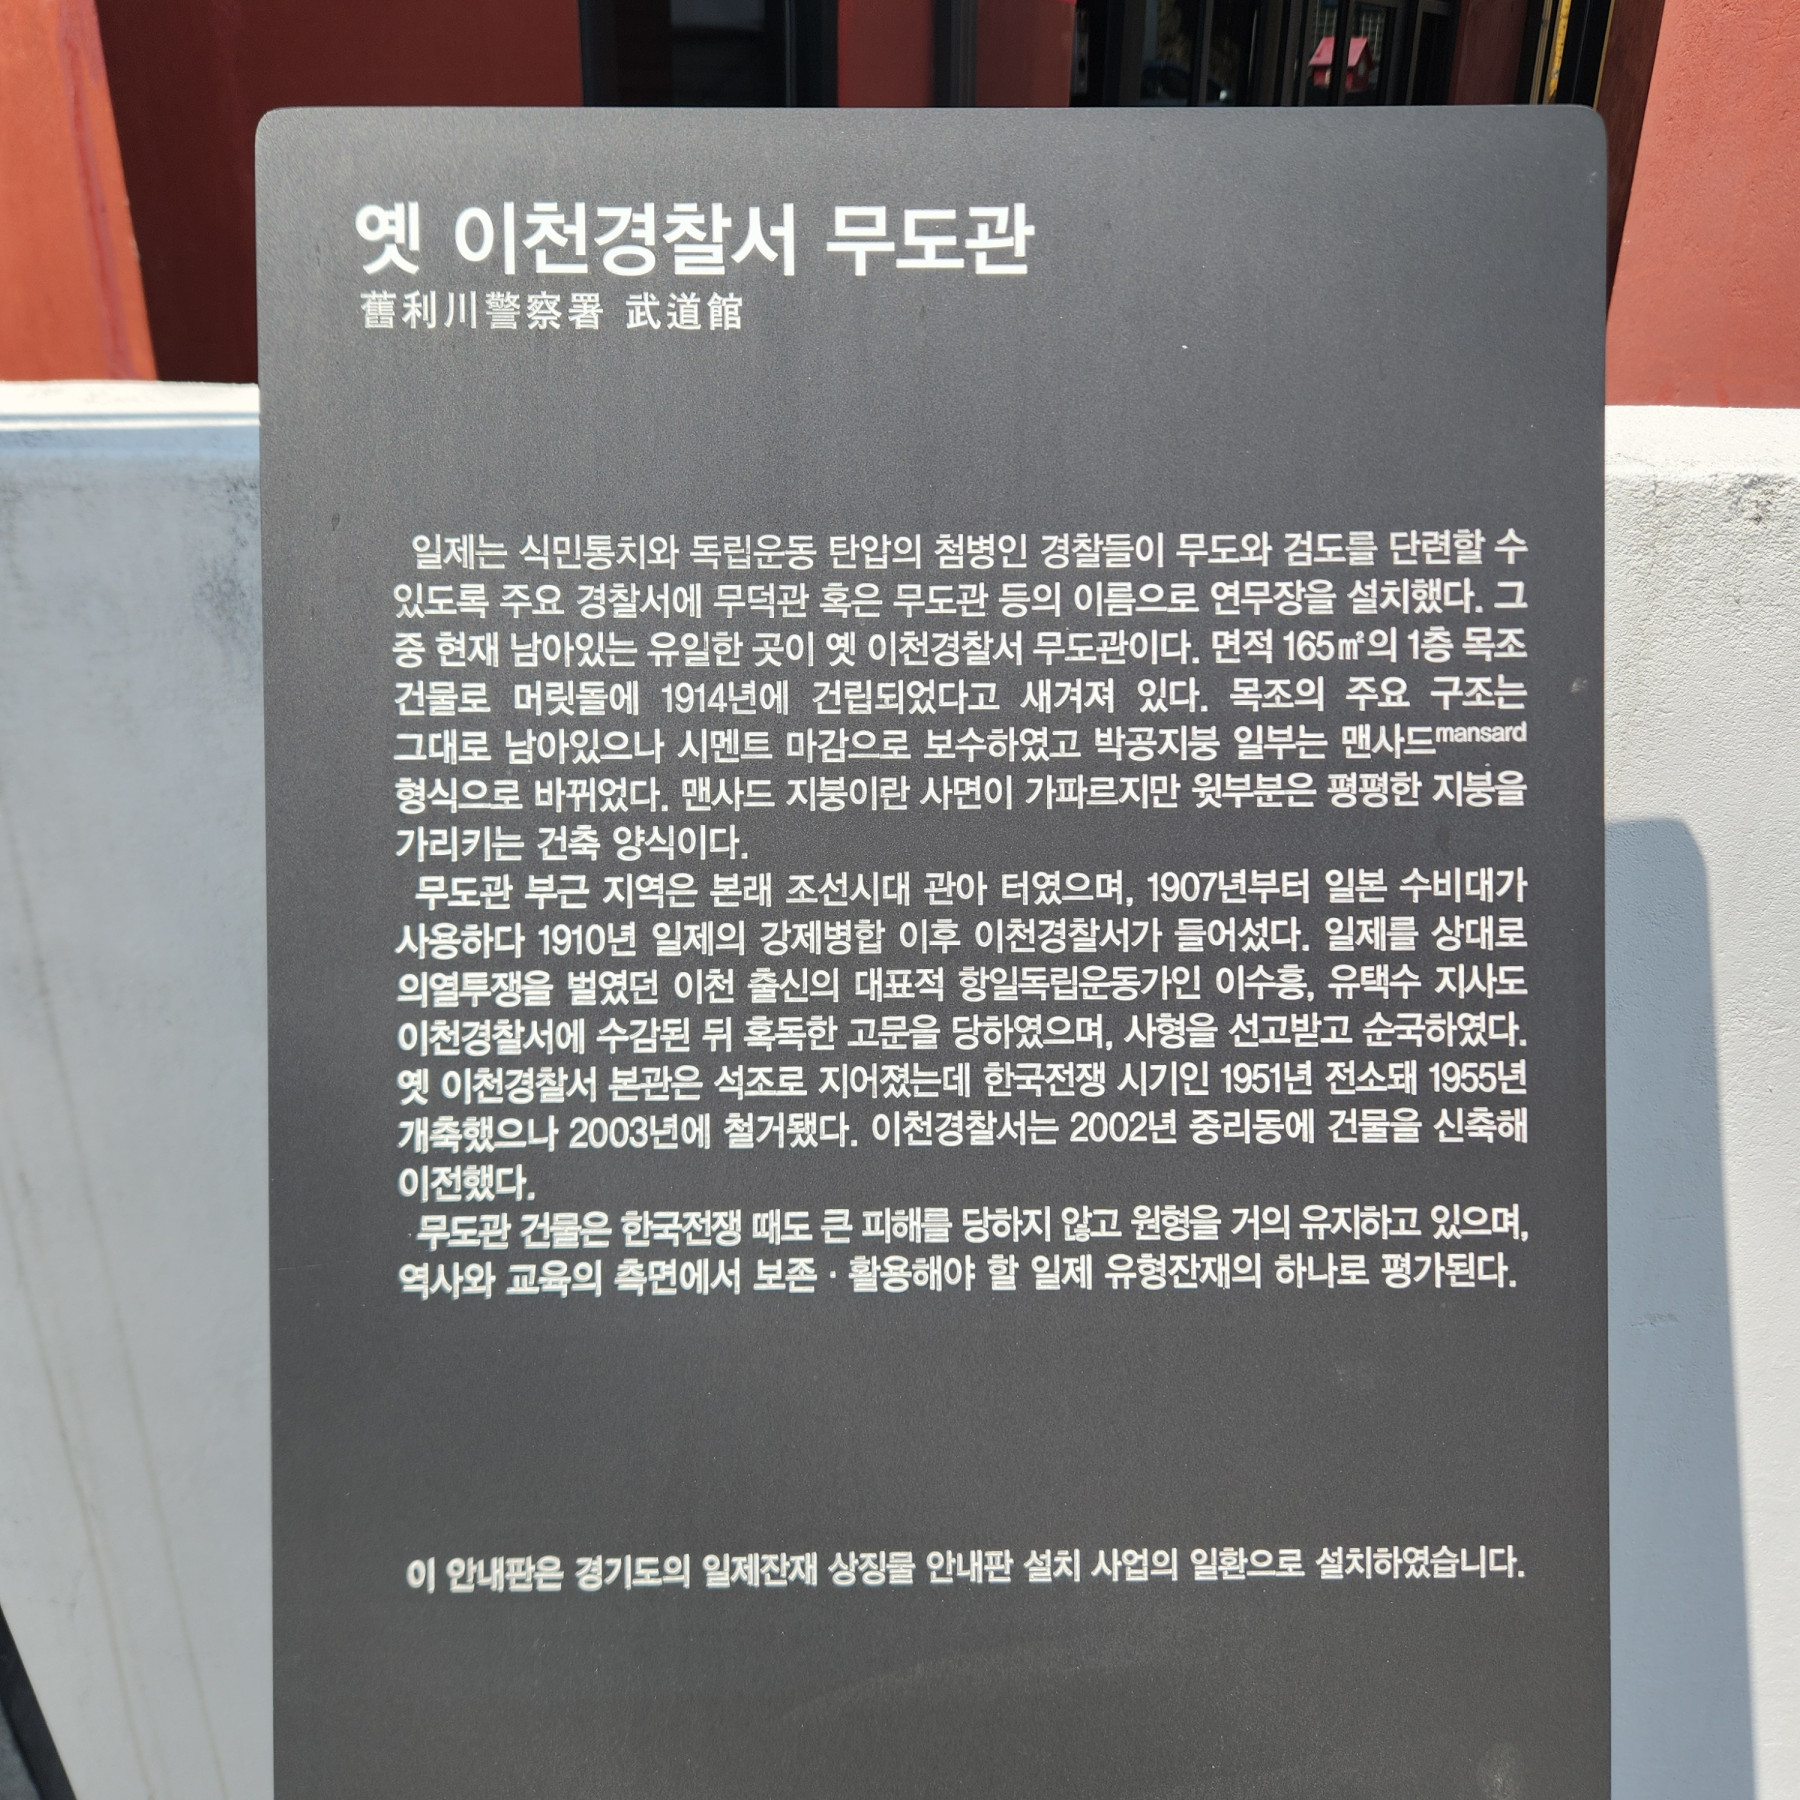 옛 이천경찰서 무도관
舊利川警察署 武道館
일제는 식민통치와 독립운동 탄압의 첨병인 경찰들이 무도와 검도를 단련할 수
있도록 주요 경찰서에 무덕관 혹은 무도관 등의 이름으로 연무장을 설치했다. 그
중 현재 남아있는 유일한 곳이 옛 이천경찰서 무도관이다. 면적 165㎡의 1층 목조
건물로 머릿돌에 1914년에 건립되었다고 새겨져 있다. 목조의 주요 구조는
그대로 남아있으나 시멘트 마감으로 보수하였고 박공지붕 일부는 맨사드mansard
형식으로 바뀌었다. 맨사드 지붕이란 사면이 가파르지만 윗부분은 평평한 지붕을
가리키는 건축 양식이다.
무도관 부근 지역은 본래 조선시대 관아 터였으며, 1907년부터 일본 수비대가
사용하다 1910년 일제의 강제병합 이후 이천경찰서가 들어섰다. 일제를 상대로
의열투쟁을 벌였던 이천 출신의 대표적 항일독립운동가인 이수흥, 유택수 지사도
이천경찰서에 수감된 뒤 혹독한 고문을 당하였으며, 사형을 선고받고 순국하였다.
옛 이천경찰서 본관은 석조로 지어졌는데 한국전쟁 시기인 1951년 전소돼 1955년
개축했으나 2003년에 철거됐다. 이천경찰서는 2002년 중리동에 건물을 신축해
이전했다.
무도관 건물은 한국전쟁 때도 큰 피해를 당하지 않고 원형을 거의 유지하고 있으며,
역사와 교육의 측면에서 보존·활용해야 할 일제 유형잔재의 하나로 평가된다.
이 안내판은 경기도의 일제잔재 상징물 안내판 설치 사업의 일환으로 설치하였습니다.